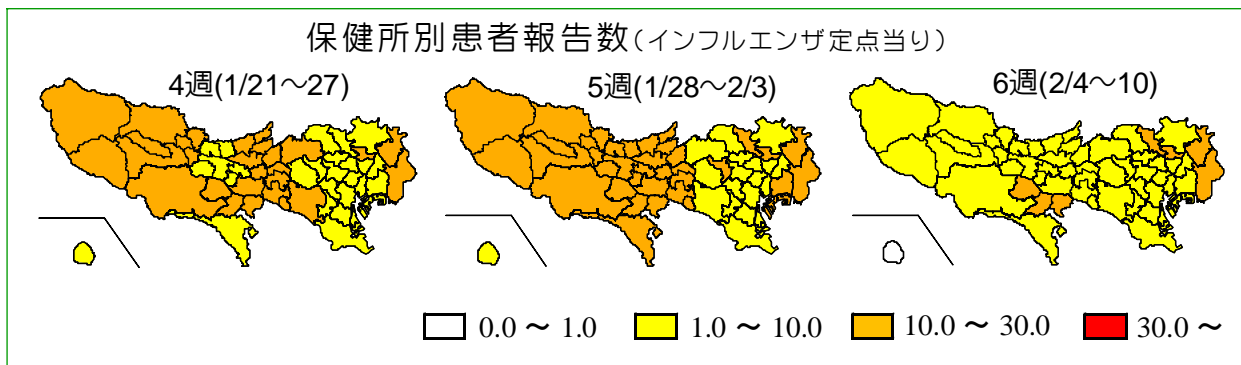 保健所別患者報告数(インフルエンザ定点当り)
4週(1/21～27)
5週(1/28～2/3)
6週(2/4～10)
0.0 ～ 1.0
1.0 ～ 10.0
10.0 ～ 30.0
30.0 ～